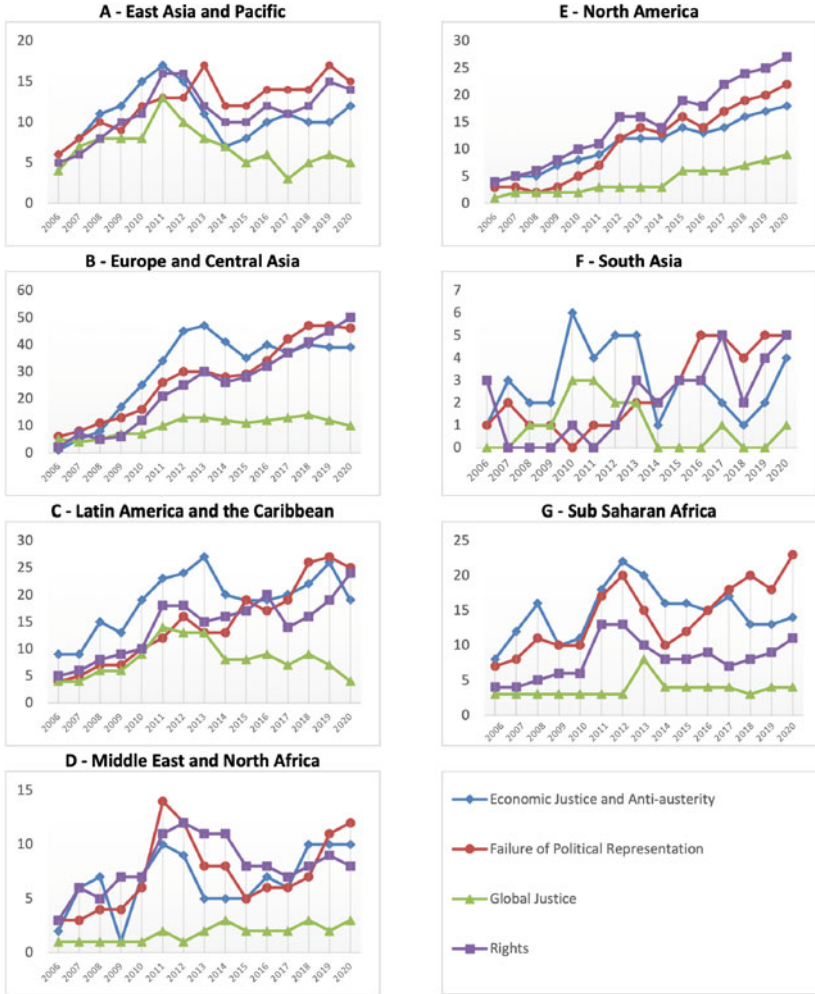 A - East Asia and Pacific
20
15
10
5
0
2006 2007 2008 2009 2010 2011 2012 2013 2014 2015 2016 2017 2018 2019 2020
B - Europe and Central Asia
60
50
40
30
20
10
0
2006 2007 2008 2009 2010 2011 2012 2013 2014 2015 2016 2017 2018 2019 2020
C - Latin America and the Caribbean
30
25
20
15
10
5
0
2006 2007 2008 2009 2010 2011 2012 2013 2014 2015 2016 2017 2018 2019 2020
D - Middle East and North Africa
15
10
5
0
2006 2007 2008 2009 2010 2011 2012 2013 2014 2015 2016 2017 2018 2019 2020
E - North America
30
25
20
15
10
5
0
2006 2007 2008 2009 2010 2011 2012 2013 2014 2015 2016 2017 2018 2019 2020
F - South Asia
7
6
5
4
3
2
1
0
2006 2007 2008 2009 2010 2011 2012 2013 2014 2015 2016 2017 2018 2019 2020
G - Sub Saharan Africa
25
20
15
10
5
0
2006 2007 2008 2009 2010 2011 2012 2013 2014 2015 2016 2017 2018 2019 2020
Economic Justice and Anti-austerity
Failure of Political Representation
Global Justice
Rights